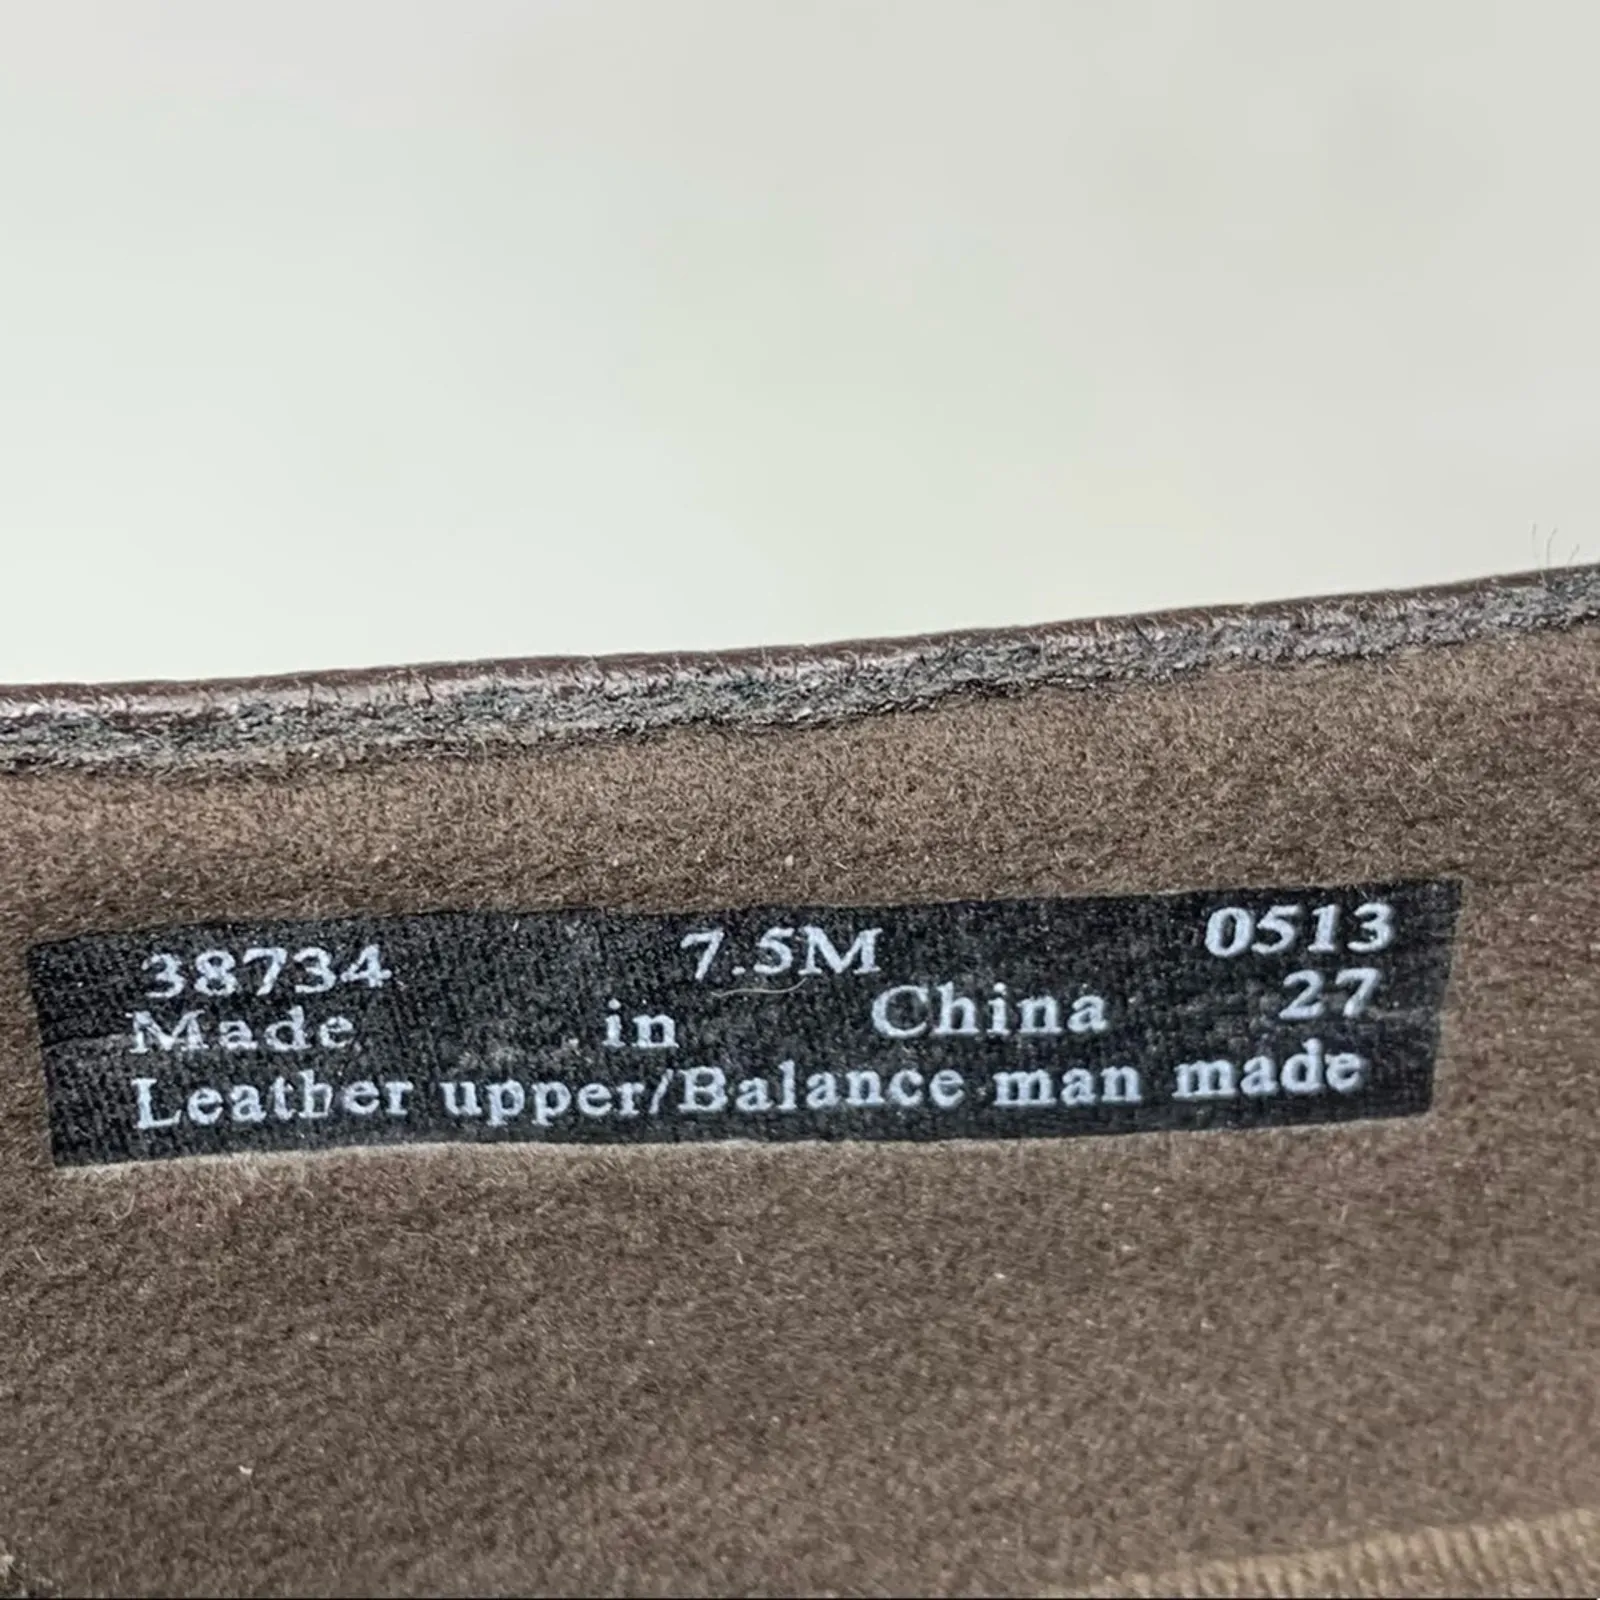 38734 7.5M 0513
Made in China 27
Leather upper/Balance man made